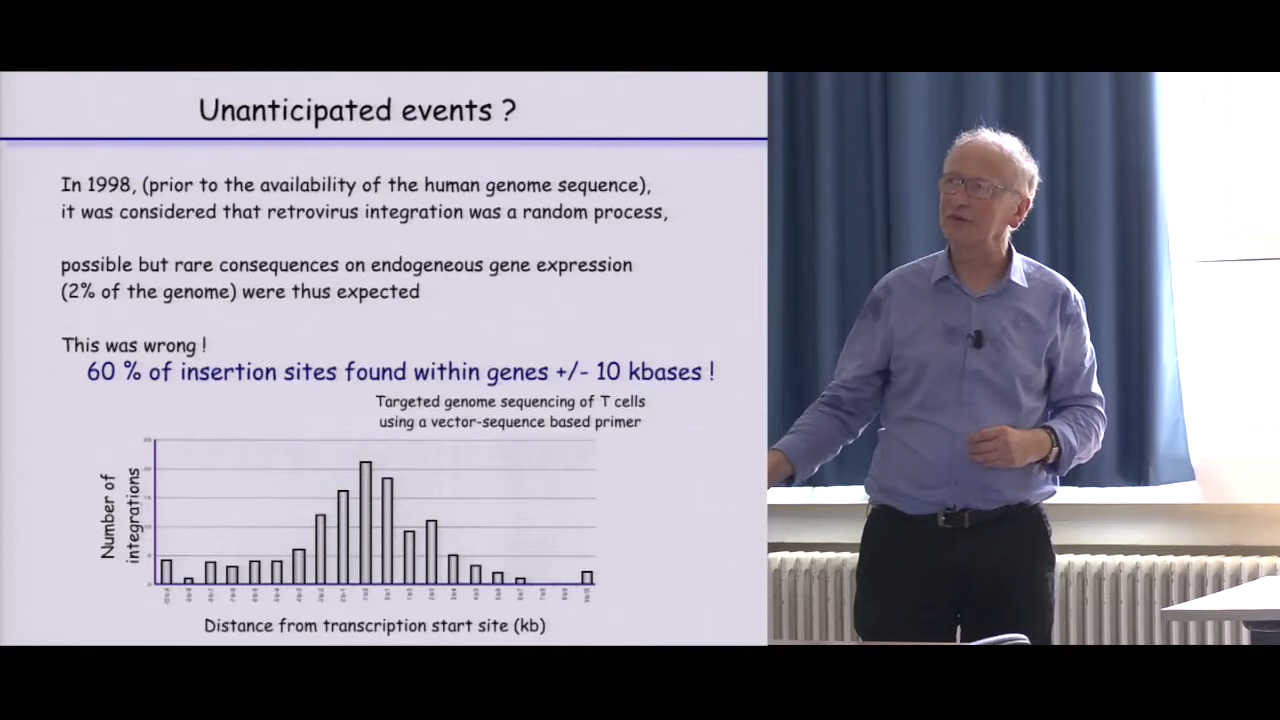 Unanticipated events ?
In 1998, (prior to the availability of the human genome sequence),
it was considered that retrovirus integration was a random process,
possible but rare consequences on endogeneous gene expression
(2% of the genome) were thus expected
This was wrong !
60 % of insertion sites found within genes +/- 10 kbases !
Targeted genome sequencing of T cells
using a vector-sequence based primer
Number of
integrations
Distance from transcription start site (kb)